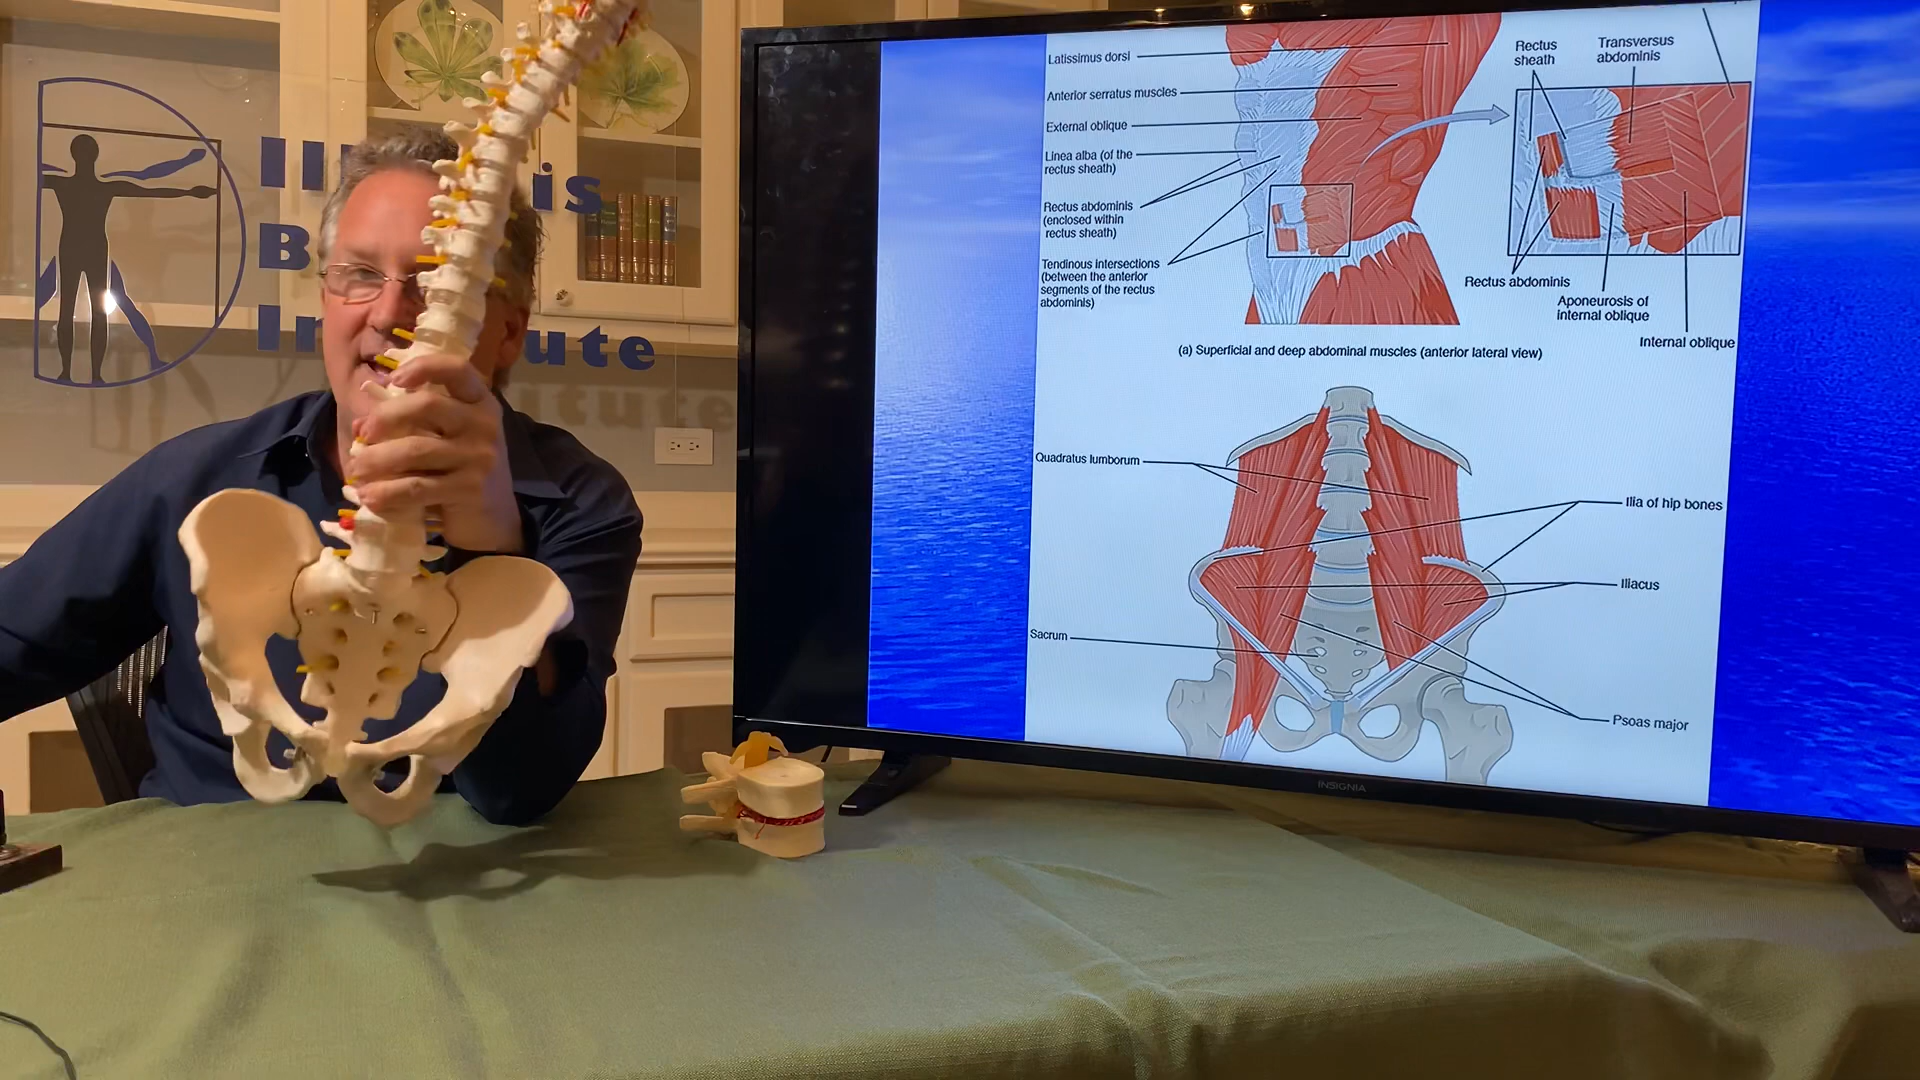 is
B
ute
Latissimus dorsi
Anterior serratus muscles
External oblique
Linea alba (of the
rectus sheath)
Rectus abdominis
(enclosed within
rectus sheath)
Tendinous intersections
(between the anterior
segments of the rectus
abdominis)
Rectus
sheath
Transversus
abdominis
Rectus abdominis
Aponeurosis of
internal oblique
Internal oblique
(a) Superficial and deep abdominal muscles (anterior lateral view)
Quadratus lumborum
Ilia of hip bones
Iliacus
Sacrum
Psoas major
INSIGNIA